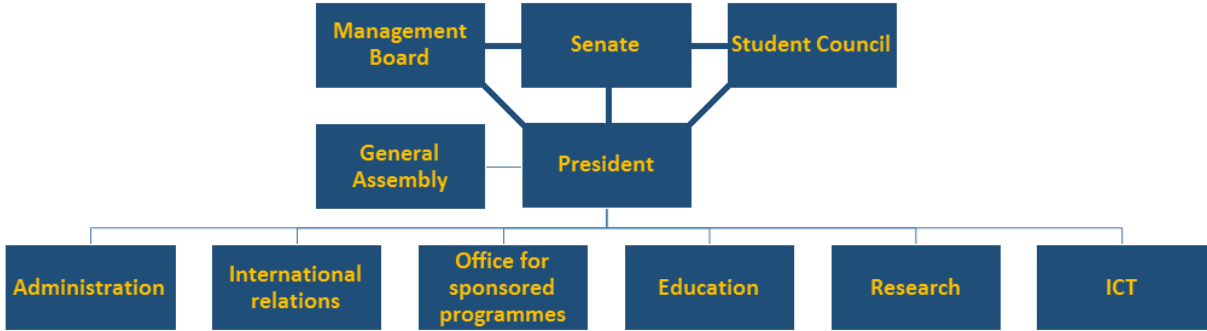 Management
Board
Senate
Student Council
General
Assembly
President
Administration
International
relations
Office for
sponsored
programmes
Education
Research
ICT